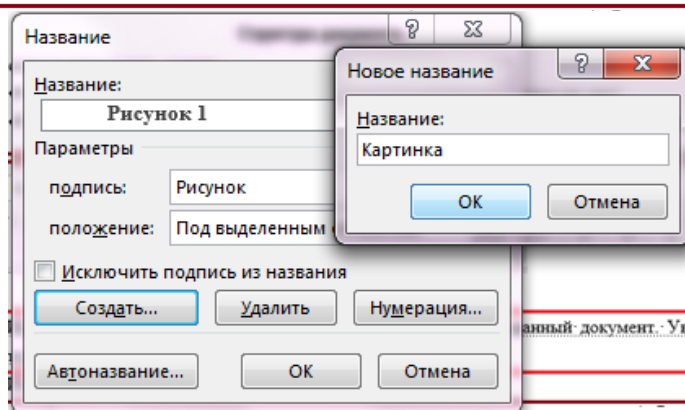 Название
Название:
Рисунок 1
Параметры
подпись:
Рисунок
положение:
Под выделенным
Исключить подпись из названия
Создать...
Удалить
Нумерация...
Автоназвание...
ОК
Отмена
Новое название
Название:
Картинка
ОК
Отмена
документ.